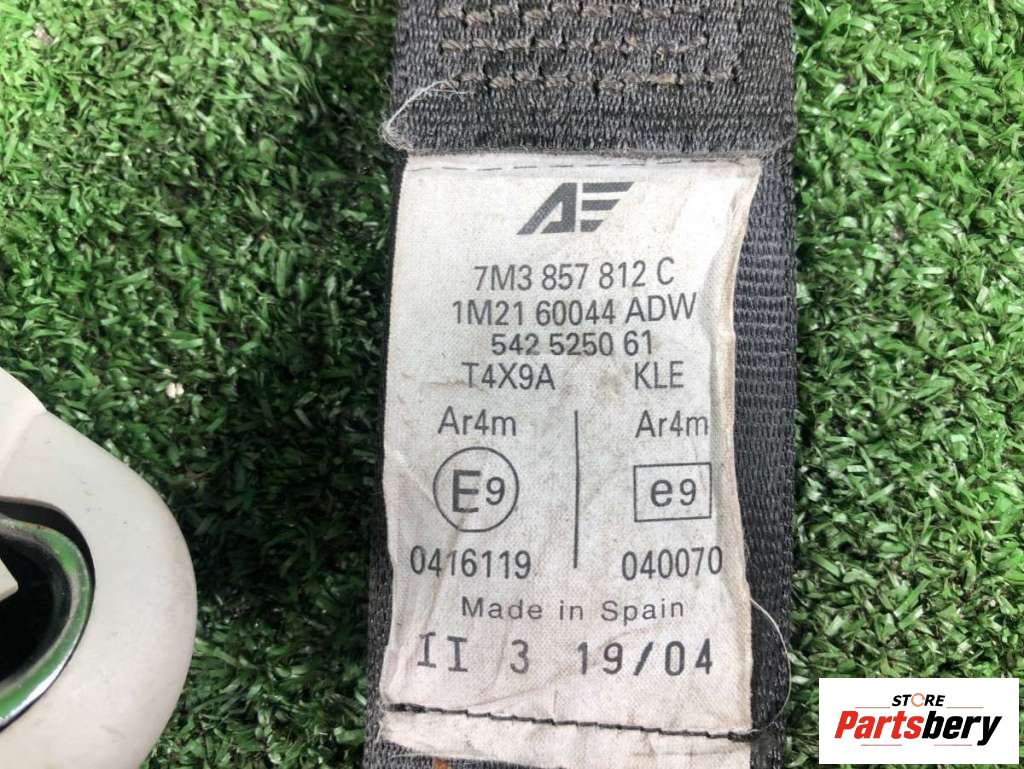 AE
7M3 857 812 C
1M21 60044 ADW
542 5250 61
T4X9A KLE
Ar4m Ar4m
E9 e9
0416119 040070
Made in Spain
II 3 19/04
STORE
Partsbery